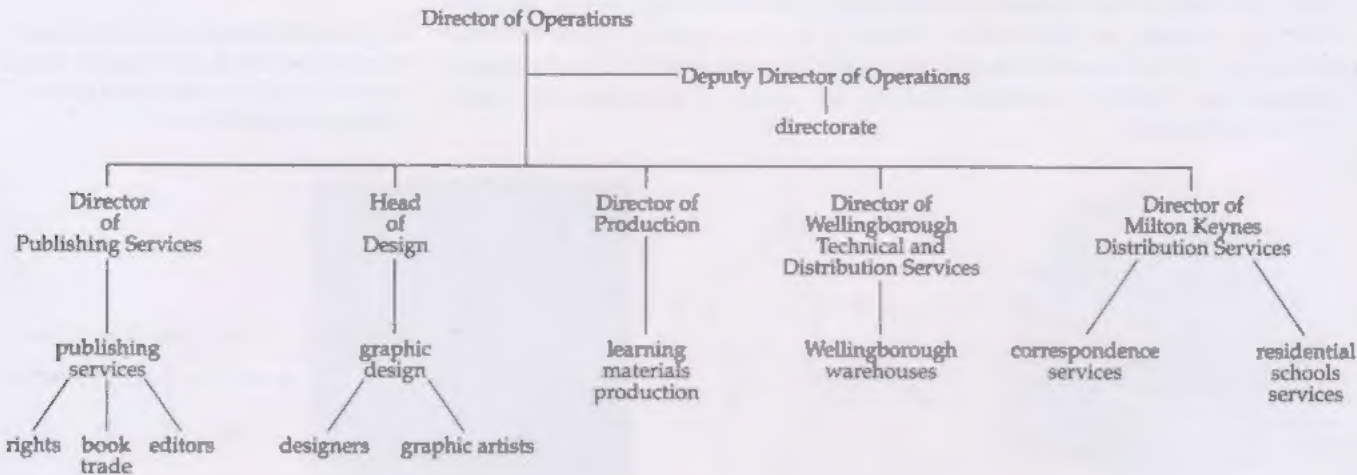 Director of Operations
Deputy Director of Operations
directorate
Director
of
Publishing Services
Head
of
Design
Director of
Production
Director of
Wellingborough
Technical and
Distribution Services
Director of
Milton Keynes
Distribution Services
publishing
services
graphic
design
learning
materials
production
Wellingborough
warehouses
correspondence
services
residential
schools
services
rights
book
trade
editors
designers
graphic artists